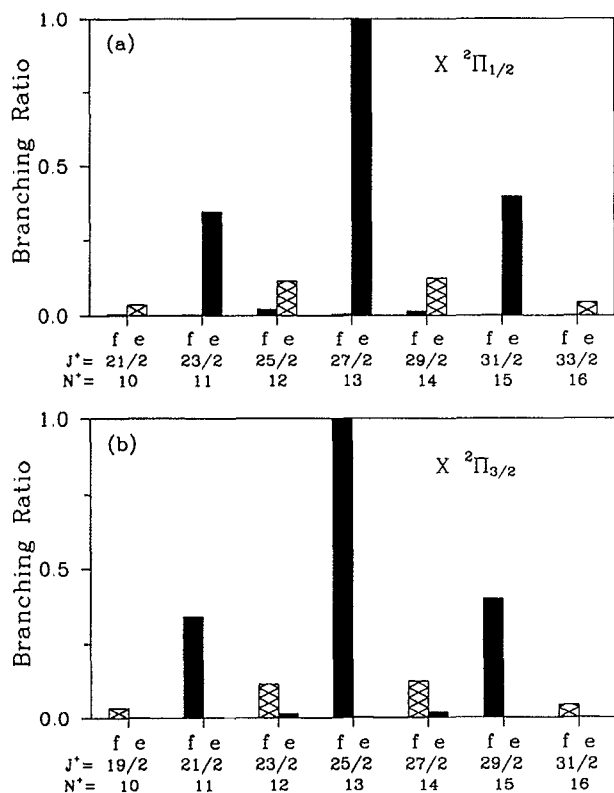 1.0
(a)
X ²Π₁/₂
Branching Ratio
0.5
0.0
f e f e f e f e f e f e f e
J⁺= 21/2 23/2 25/2 27/2 29/2 31/2 33/2
N⁺= 10 11 12 13 14 15 16
1.0
(b)
X ²Π₃/₂
Branching Ratio
0.5
0.0
f e f e f e f e f e f e f e
J⁺= 19/2 21/2 23/2 25/2 27/2 29/2 31/2
N⁺= 10 11 12 13 14 15 16